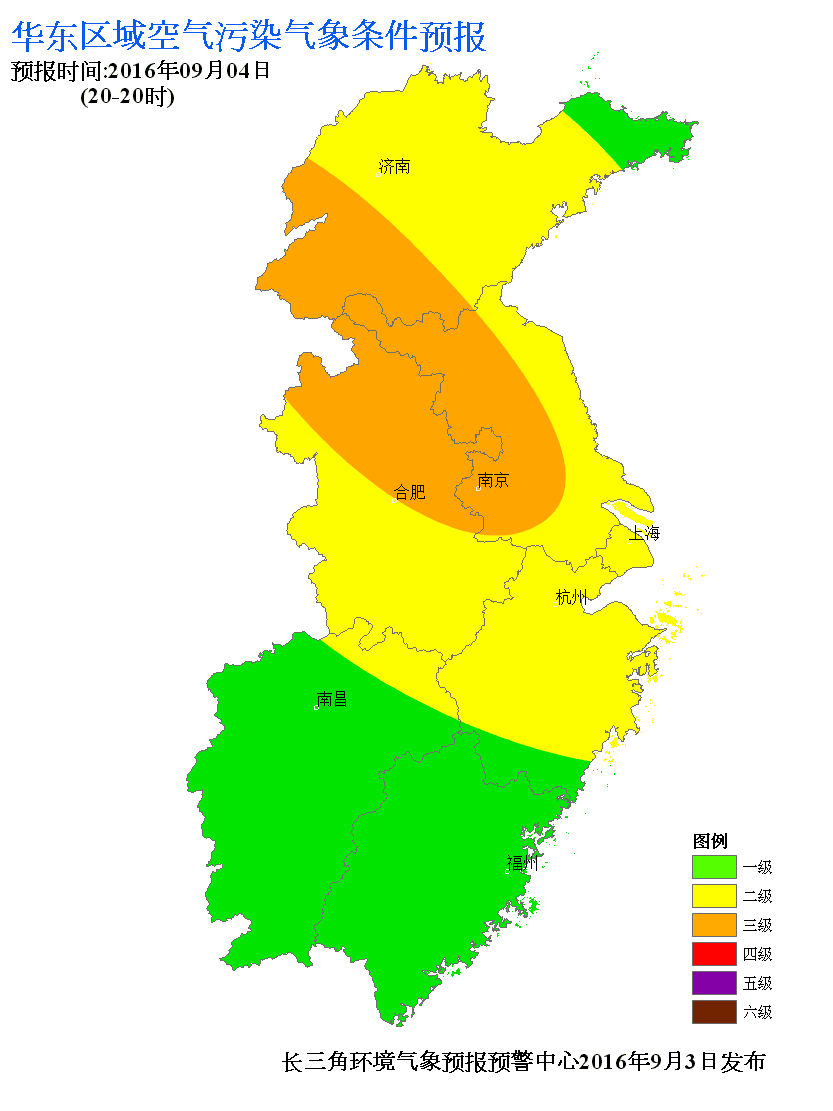 华东区域空气污染气象条件预报
预报时间:2016年09月04日
(20-20时)
济南
南京
合肥
上海
杭州
南昌
福州
图例
一级
二级
三级
四级
五级
六级
长三角环境气象预报预警中心2016年9月3日发布